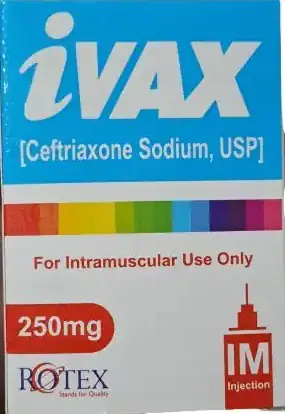 iVAX
[Ceftriaxone Sodium, USP]
For Intramuscular Use Only
250mg
ROTEX
Stands for Quality
IM
Injection